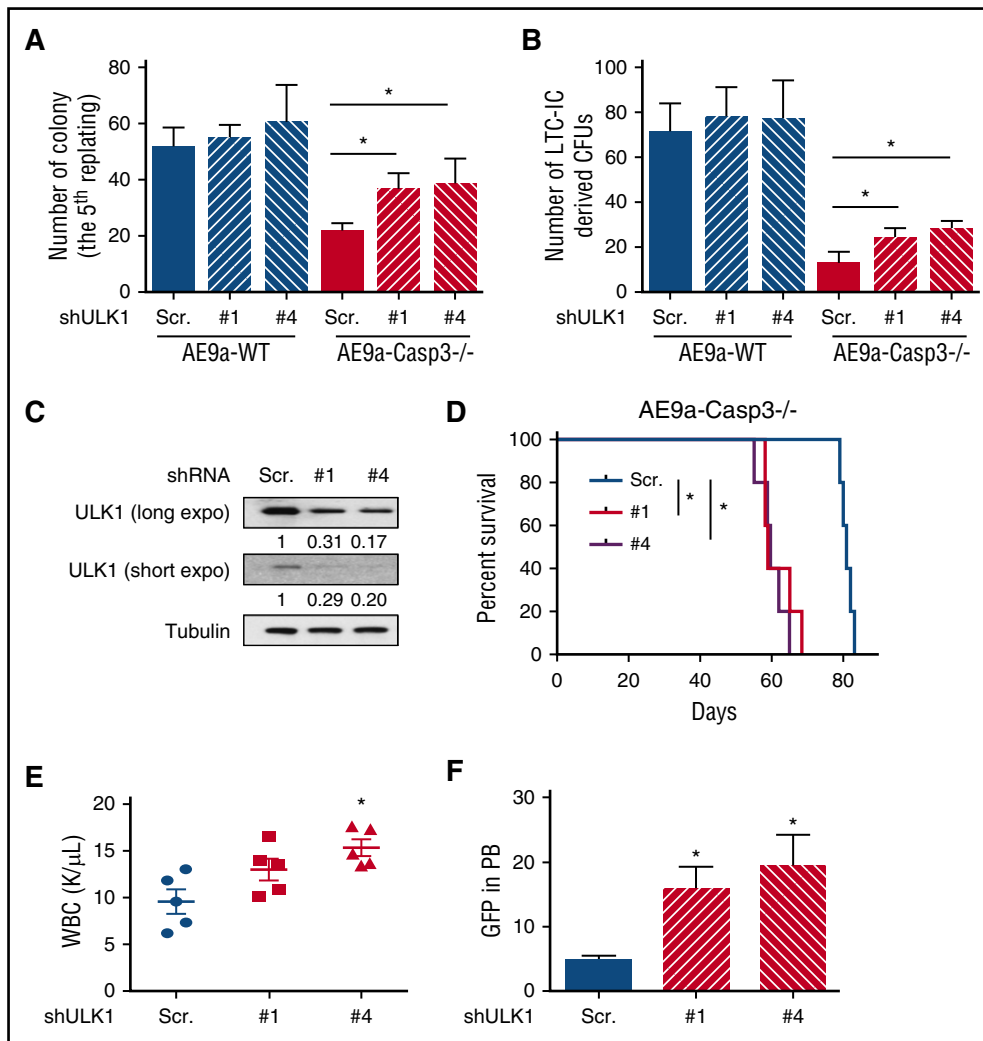 A
Number of colony
(the 5th replating)
80
60
40
20
0
*
*
shULK1 Scr. #1 #4 Scr. #1 #4
AE9a-WT AE9a-Casp3-/-
B
Number of LTC-IC
derived CFUs
100
80
60
40
20
0
*
*
shULK1 Scr. #1 #4 Scr. #1 #4
AE9a-WT AE9a-Casp3-/-
C
shRNA Scr. #1 #4
ULK1 (long expo)
1 0.31 0.17
ULK1 (short expo)
1 0.29 0.20
Tubulin
D
AE9a-Casp3-/-
Percent survival
100
80
60
40
20
0
Scr.
#1
#4
* *
0 20 40 60 80
Days
E
WBC (K/µL)
20
15
10
5
0
*
shULK1 Scr. #1 #4
F
GFP in PB
30
20
10
0
* *
shULK1 Scr. #1 #4